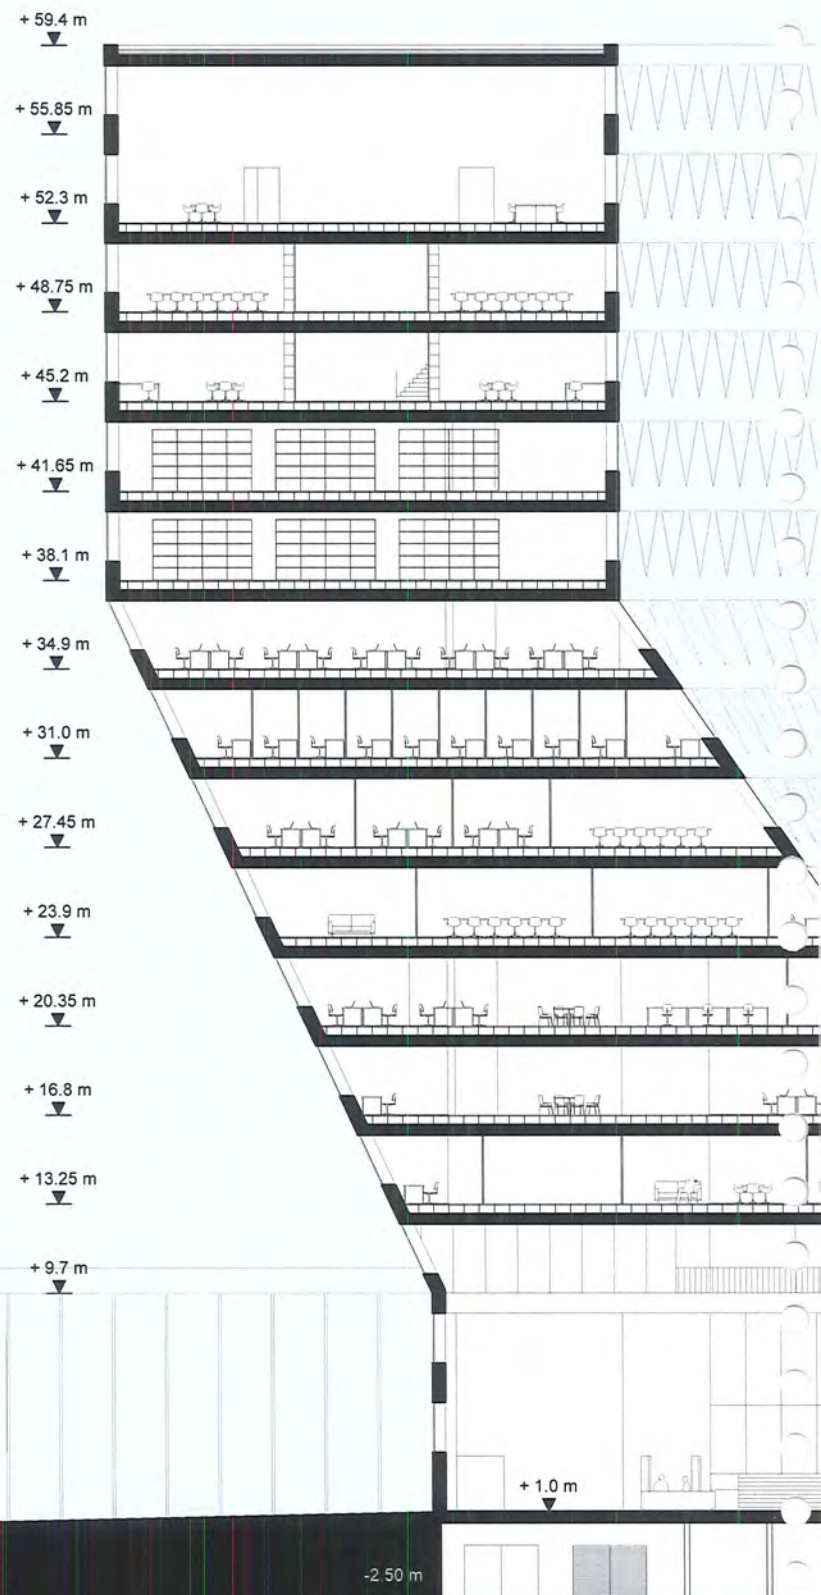 + 59.4 m
+ 55.85 m
+ 52.3 m
+ 48.75 m
+ 45.2 m
+ 41.65 m
+ 38.1 m
+ 34.9 m
+ 31.0 m
+ 27.45 m
+ 23.9 m
+ 20.35 m
+ 16.8 m
+ 13.25 m
+ 9.7 m
+ 1.0 m
-2.50 m